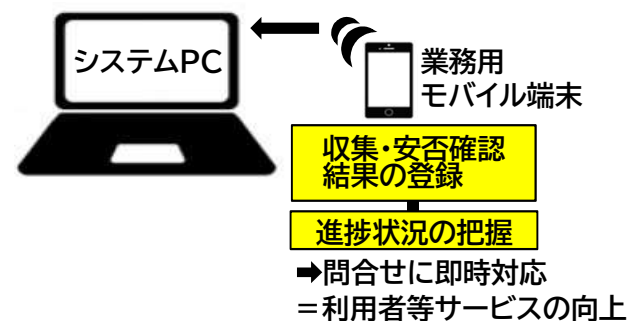 システムPC
業務用
モバイル端末
収集・安否確認
結果の登録
進捗状況の把握
➡問合せに即時対応
＝利用者等サービスの向上